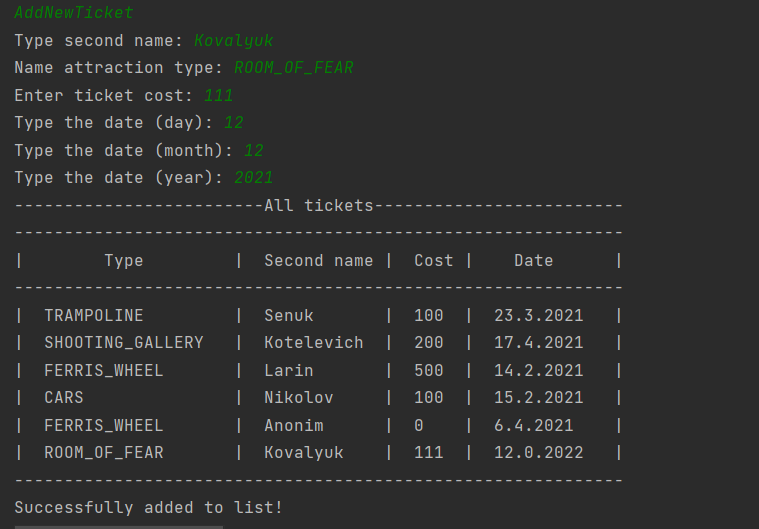 AddNewTicket
Type second name: Kovalyuk
Name attraction type: ROOM_OF_FEAR
Enter ticket cost: 111
Type the date (day): 12
Type the date (month): 12
Type the date (year): 2021
-------------------------All tickets-------------------------
-------------------------------------------------------------
|        Type         |  Second name |  Cost |    Date      |
-------------------------------------------------------------
|  TRAMPOLINE         |  Senuk       |  100  |  23.3.2021   |
|  SHOOTING_GALLERY   |  Kotelevich  |  200  |  17.4.2021   |
|  FERRIS_WHEEL       |  Larin       |  500  |  14.2.2021   |
|  CARS               |  Nikolov     |  100  |  15.2.2021   |
|  FERRIS_WHEEL       |  Anonim      |  0    |  6.4.2021    |
|  ROOM_OF_FEAR       |  Kovalyuk    |  111  |  12.0.2022   |
-------------------------------------------------------------
Successfully added to list!